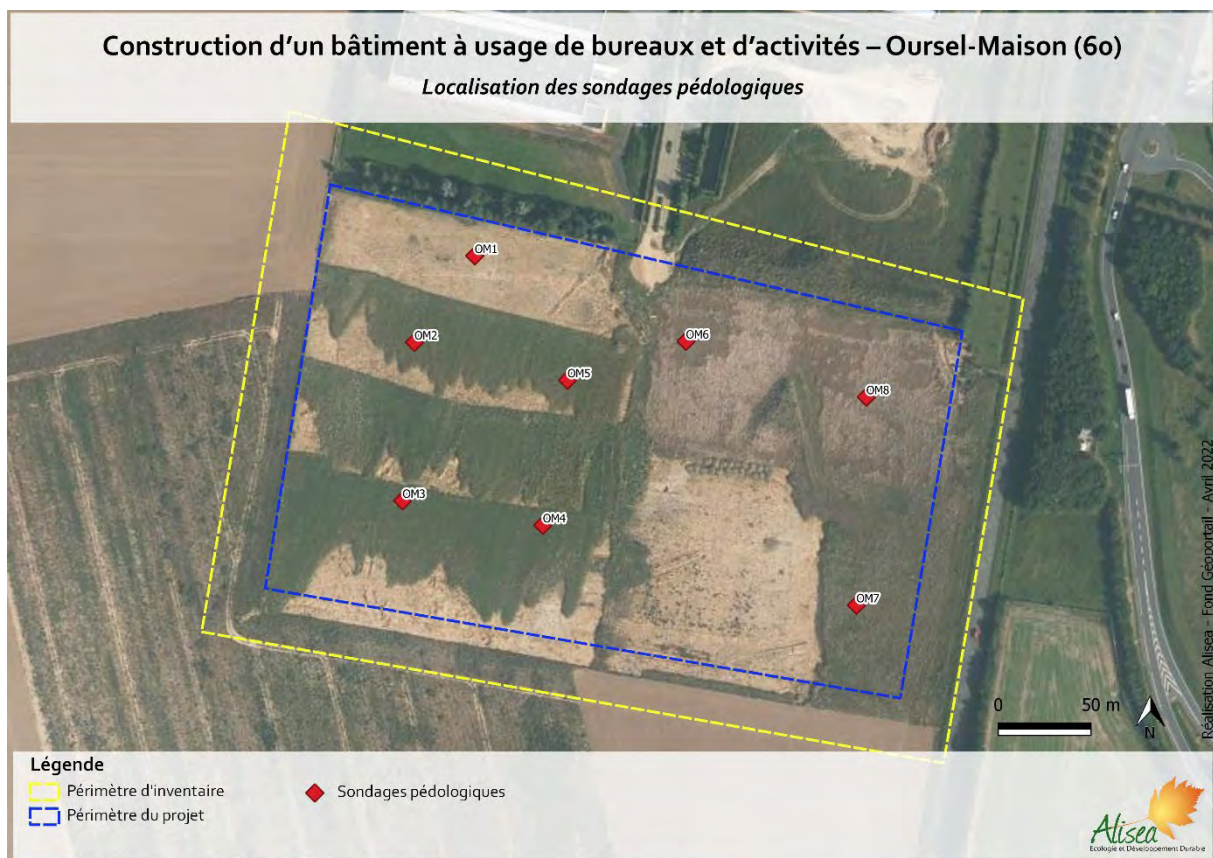 Construction d'un bâtiment à usage de bureaux et d'activités – Oursel-Maison (60)
Localisation des sondages pédologiques
OM1
OM2
OM6
OM5
OM8
OM3
OM4
OM7
0 50 m
N
Réalisation Alisea - Fond Géoportail - Avril 2022
Légende
Périmètre d'inventaire
Sondages pédologiques
Périmètre du projet
Alisea
Ecologie et Développement Durable